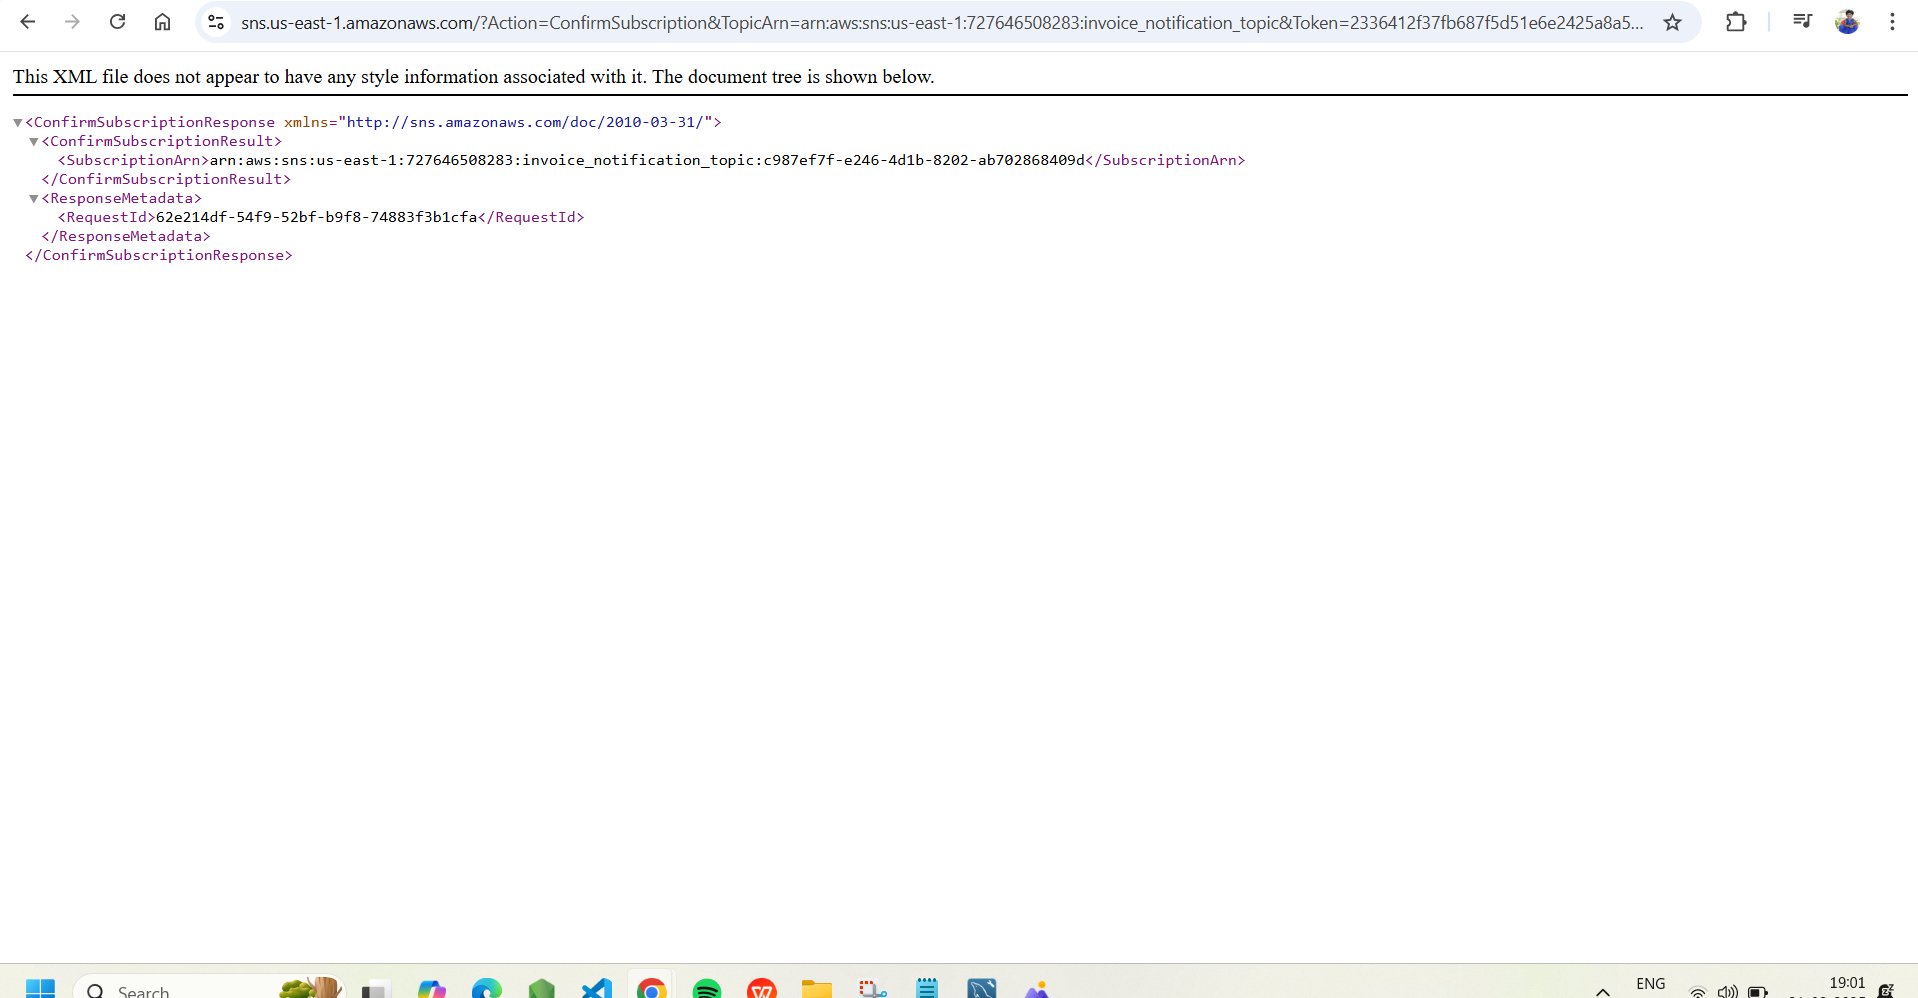 sns.us-east-1.amazonaws.com/?Action=ConfirmSubscription&TopicArn=arn:aws:sns:us-east-1:727646508283:invoice_notification_topic&Token=2336412f37fb687f5d51e6e2425a8a5...
This XML file does not appear to have any style information associated with it. The document tree is shown below.
▼<ConfirmSubscriptionResponse xmlns="http://sns.amazonaws.com/doc/2010-03-31/">
▼<ConfirmSubscriptionResult>
<SubscriptionArn>arn:aws:sns:us-east-1:727646508283:invoice_notification_topic:c987ef7f-e246-4d1b-8202-ab702868409d</SubscriptionArn>
</ConfirmSubscriptionResult>
▼<ResponseMetadata>
<RequestId>62e214df-54f9-52bf-b9f8-74883f3b1cfa</RequestId>
</ResponseMetadata>
</ConfirmSubscriptionResponse>
Search
ENG
19:01